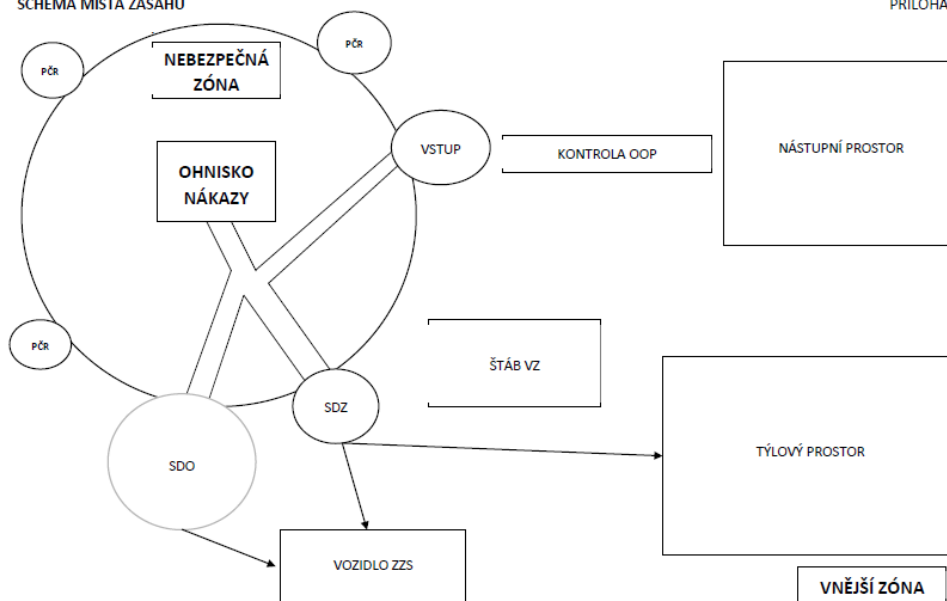 SCHÉMA MÍSTA ZÁSAHU
PŘÍLOHA
PČR
PČR
NEBEZPEČNÁ
ZÓNA
VSTUP
KONTROLA OOP
NÁSTUPNÍ PROSTOR
OHNISKO
NÁKAZY
PČR
ŠTÁB VZ
SDZ
SDO
TÝLOVÝ PROSTOR
VOZIDLO ZZS
VNĚJŠÍ ZÓNA